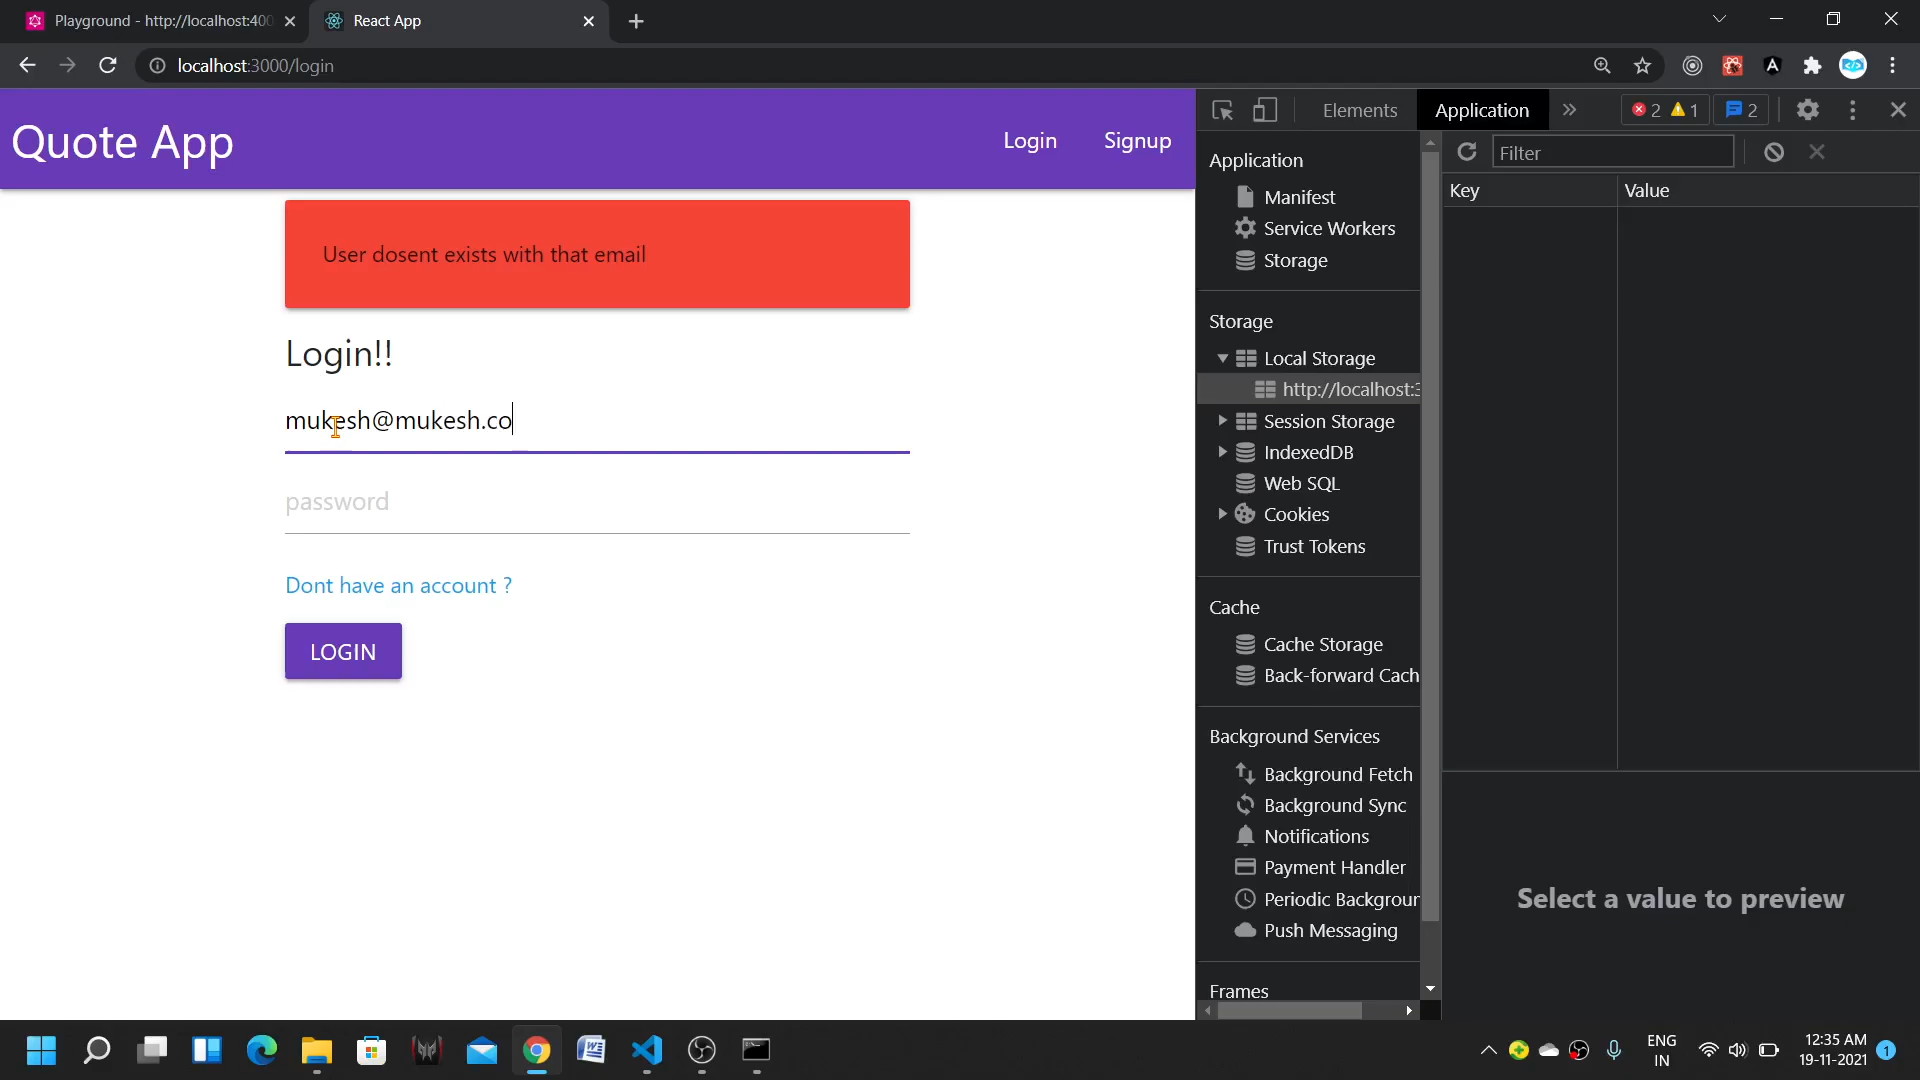 Playground - http://localhost:400
React App
localhost:3000/login
Quote App
Login
Signup
User dosent exists with that email
Login!!
mukesh@mukesh.co
password
Dont have an account ?
LOGIN
Elements
Application
2
1
2
Application
Manifest
Service Workers
Storage
Storage
Local Storage
http://localhost:3
Session Storage
IndexedDB
Web SQL
Cookies
Trust Tokens
Cache
Cache Storage
Back-forward Cach
Background Services
Background Fetch
Background Sync
Notifications
Payment Handler
Periodic Backgrour
Push Messaging
Frames
Filter
Key
Value
Select a value to preview
ENG
IN
12:35 AM
19-11-2021
1